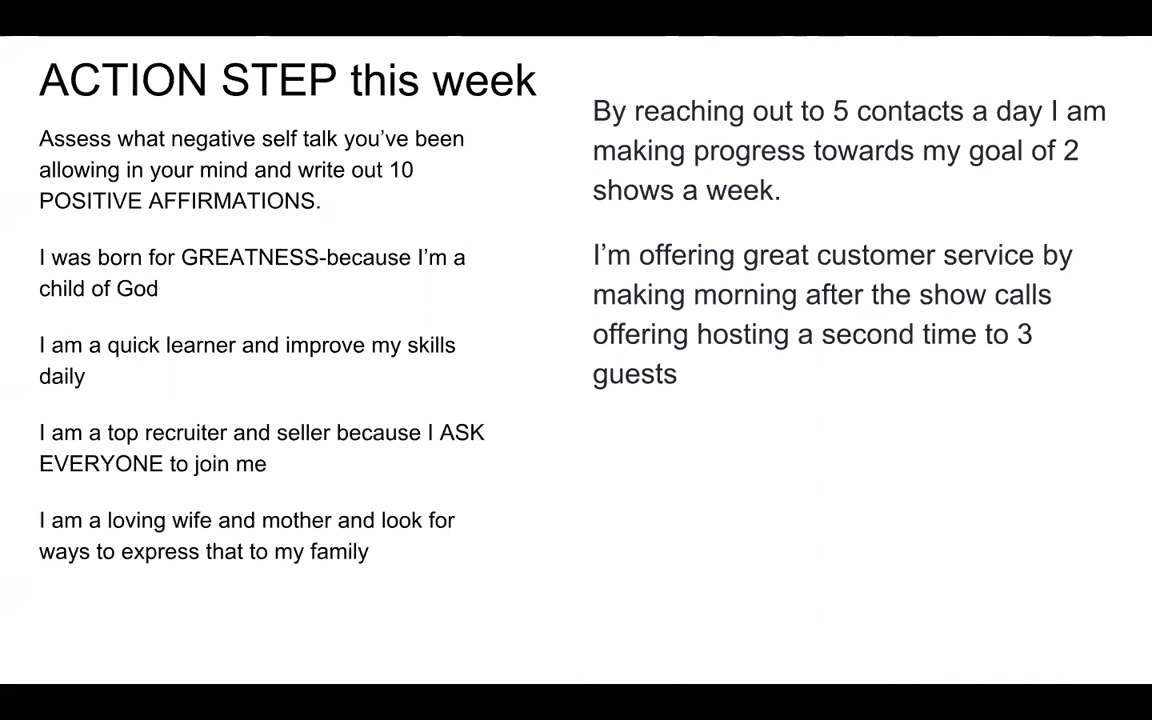 ACTION STEP this week
Assess what negative self talk you’ve been
allowing in your mind and write out 10
POSITIVE AFFIRMATIONS.
I was born for GREATNESS-because I’m a
child of God
I am a quick learner and improve my skills
daily
I am a top recruiter and seller because I ASK
EVERYONE to join me
I am a loving wife and mother and look for
ways to express that to my family
By reaching out to 5 contacts a day I am
making progress towards my goal of 2
shows a week.
I’m offering great customer service by
making morning after the show calls
offering hosting a second time to 3
guests